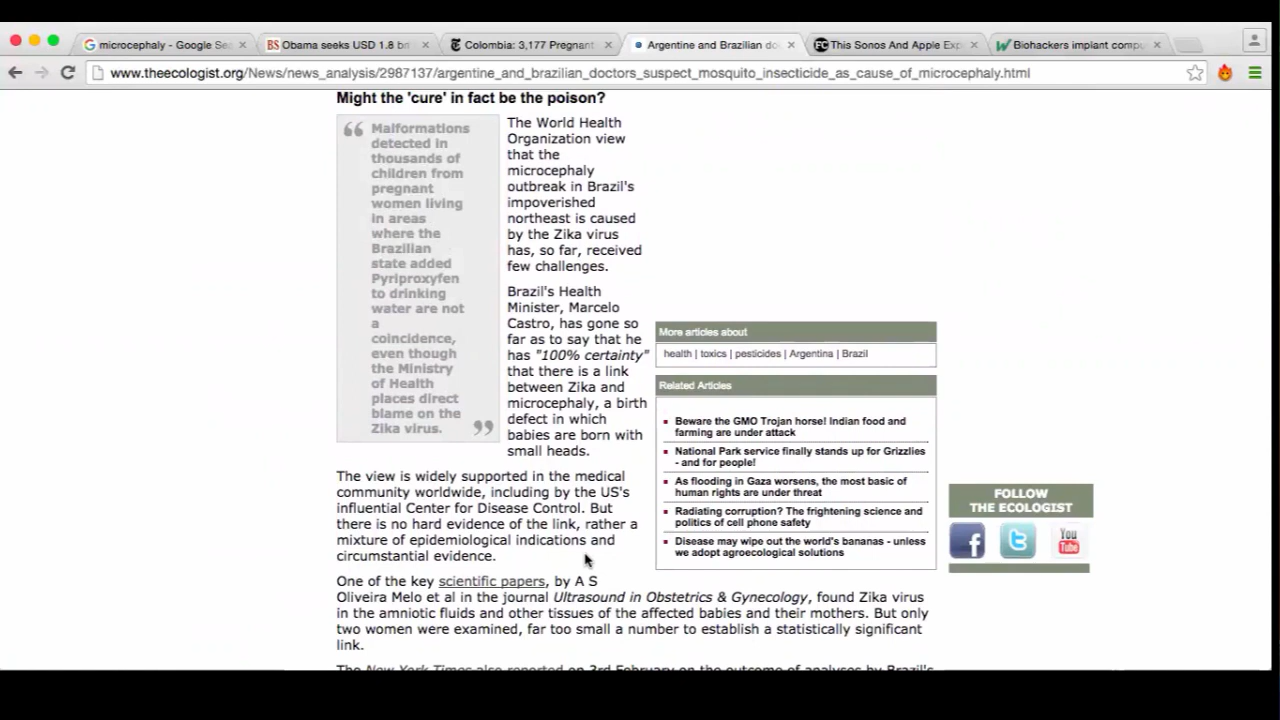 microcephaly - Google Se
Obama seeks USD 1.8 bn
Colombia: 3,177 Pregnant
Argentine and Brazilian do
This Sonos And Apple Exp
Biohackers implant compu
www.theecologist.org/News/news_analysis/2987137/argentine_and_brazilian_doctors_suspect_mosquito_insecticide_as_cause_of_microcephaly.html
Might the 'cure' in fact be the poison?
“ Malformations
detected in
thousands of
children from
pregnant
women living
in areas
where the
Brazilian
state added
Pyriproxyfen
to drinking
water are not
a
coincidence,
even though
the Ministry
of Health
places direct
blame on the
Zika virus. ”
The World Health
Organization view
that the
microcephaly
outbreak in Brazil's
impoverished
northeast is caused
by the Zika virus
has, so far, received
few challenges.
Brazil's Health
Minister, Marcelo
Castro, has gone so
far as to say that he
has "100% certainty"
that there is a link
between Zika and
microcephaly, a birth
defect in which
babies are born with
small heads.
The view is widely supported in the medical
community worldwide, including by the US's
influential Center for Disease Control. But
there is no hard evidence of the link, rather a
mixture of epidemiological indications and
circumstantial evidence.
One of the key scientific papers, by A S
Oliveira Melo et al in the journal Ultrasound in Obstetrics & Gynecology, found Zika virus
in the amniotic fluids and other tissues of the affected babies and their mothers. But only
two women were examined, far too small a number to establish a statistically significant
link.
The New York Times also reported on 3rd February on the outcome of analyses by Brazil's
More articles about
health | toxics | pesticides | Argentina | Brazil
Related Articles
Beware the GMO Trojan horse! Indian food and
farming are under attack
National Park service finally stands up for Grizzlies
- and for people!
As flooding in Gaza worsens, the most basic of
human rights are under threat
Radiating corruption? The frightening science and
politics of cell phone safety
Disease may wipe out the world's bananas - unless
we adopt agroecological solutions
FOLLOW
THE ECOLOGIST
You
Tube